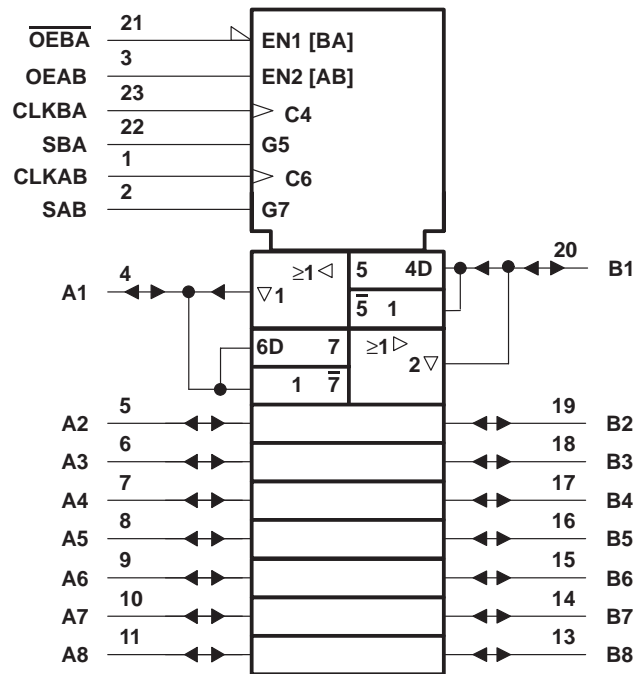 21
OEBA
EN1 [BA]
3
OEAB
EN2 [AB]
23
CLKBA
C4
22
SBA
G5
1
CLKAB
C6
2
SAB
G7
4
A1
≥1 ◁
5 4D
20
B1
▽1
5̅ 1
6D 7
≥1 ▷
2▽
1 7̅
5
A2
19
B2
6
A3
18
B3
7
A4
17
B4
8
A5
16
B5
9
A6
15
B6
10
A7
14
B7
11
A8
13
B8